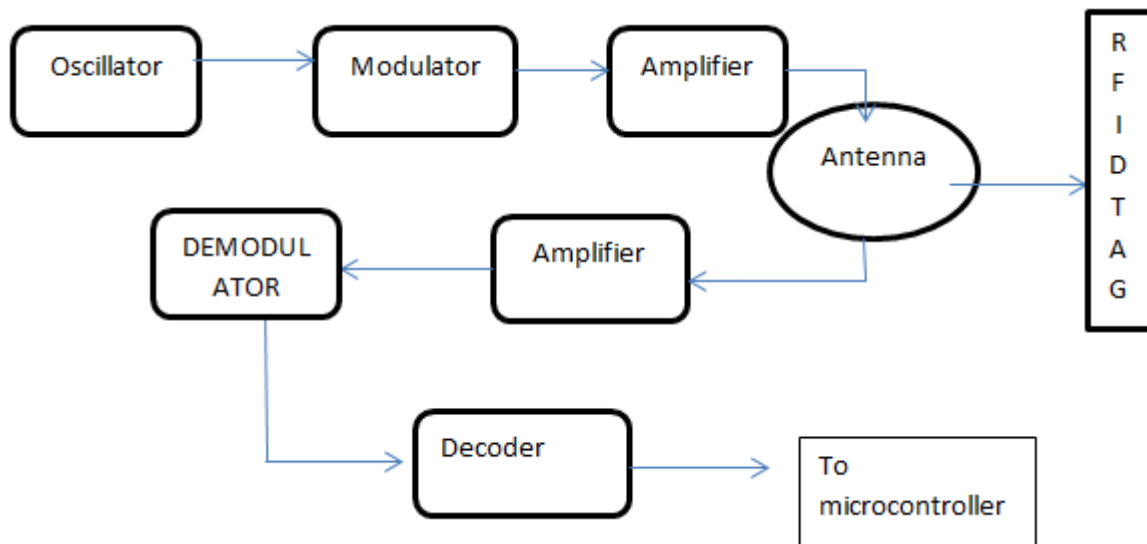 Oscillator
Modulator
Amplifier
Antenna
R
F
I
D
T
A
G
DEMODUL
ATOR
Amplifier
Decoder
To
microcontroller